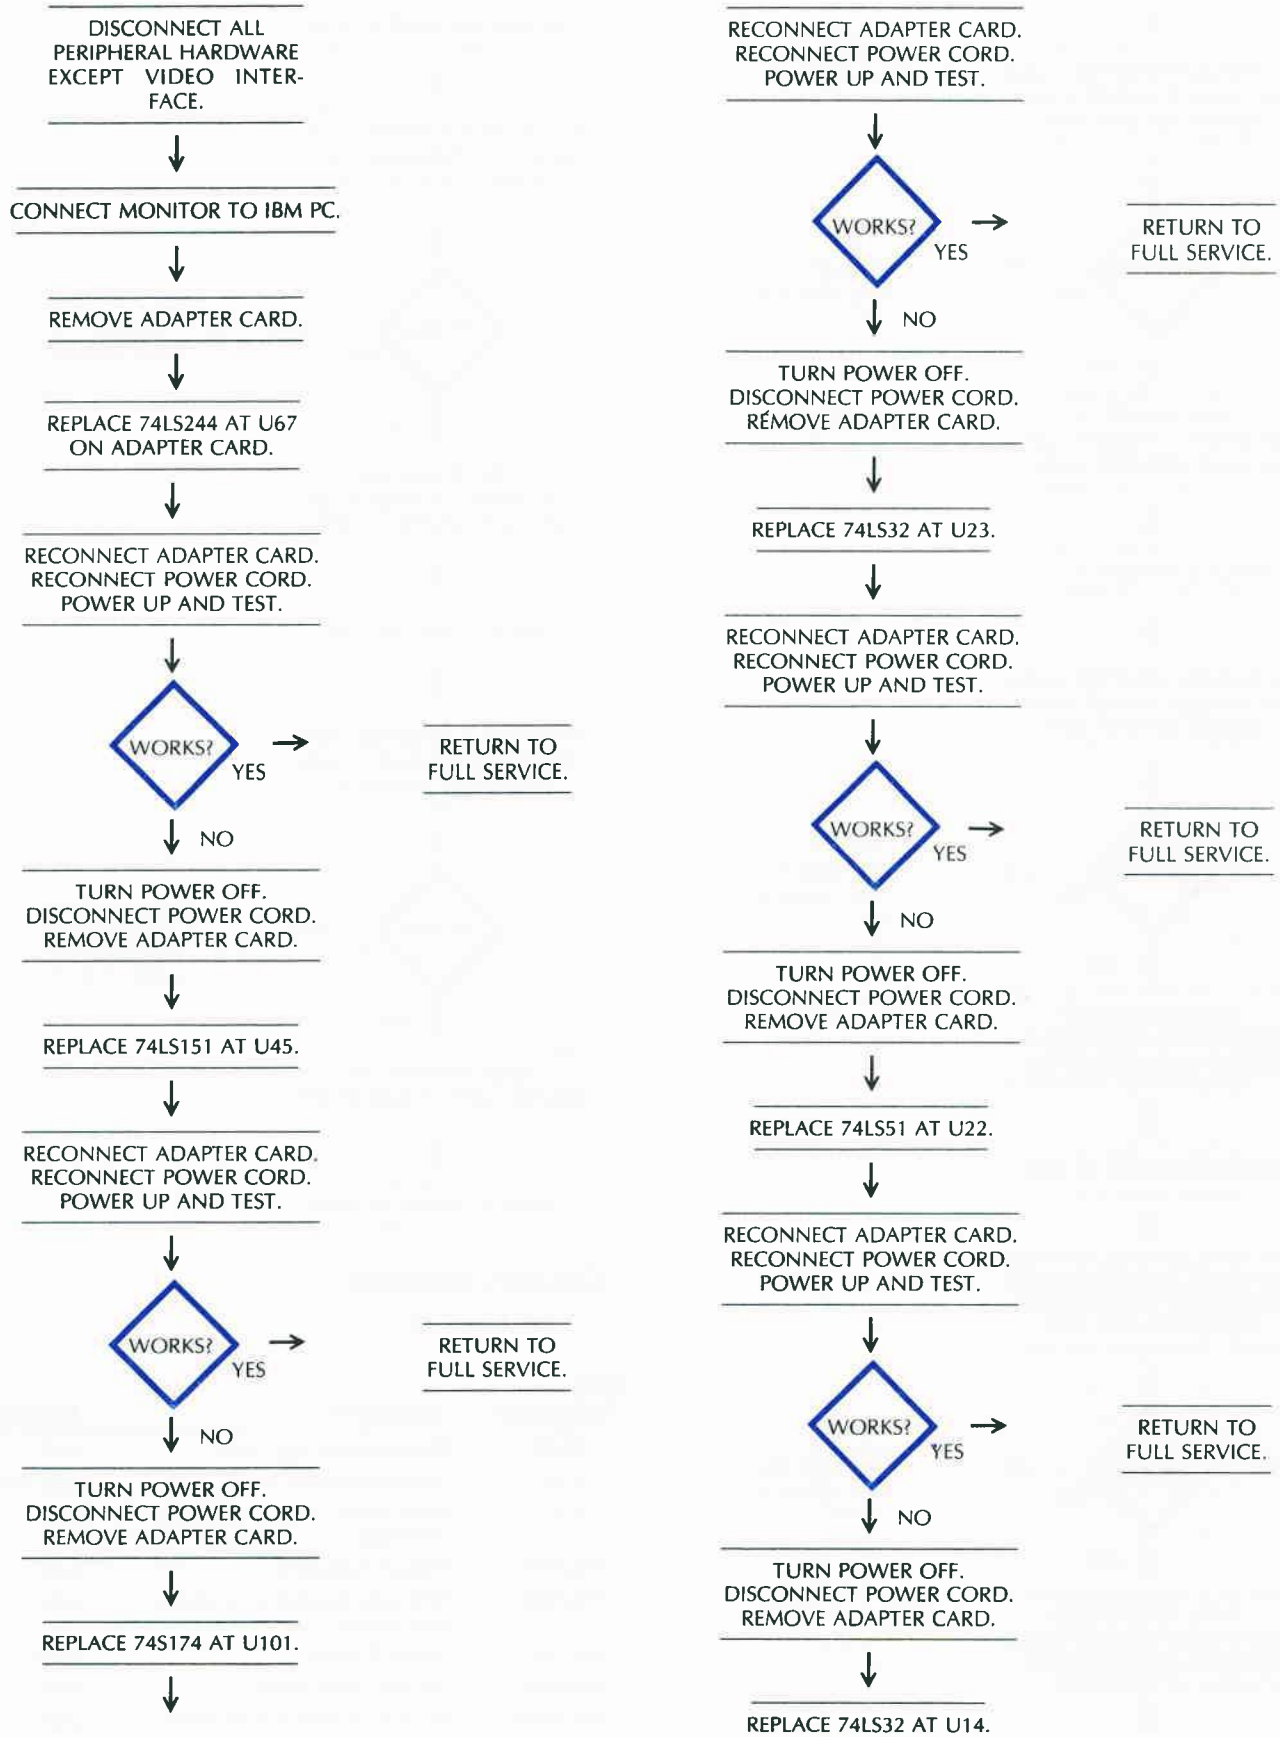 DISCONNECT ALL
PERIPHERAL HARDWARE
EXCEPT VIDEO INTER-
FACE.
CONNECT MONITOR TO IBM PC.
REMOVE ADAPTER CARD.
REPLACE 74LS244 AT U67
ON ADAPTER CARD.
RECONNECT ADAPTER CARD.
RECONNECT POWER CORD.
POWER UP AND TEST.
WORKS?
YES
RETURN TO
FULL SERVICE.
NO
TURN POWER OFF.
DISCONNECT POWER CORD.
REMOVE ADAPTER CARD.
REPLACE 74LS151 AT U45.
RECONNECT ADAPTER CARD.
RECONNECT POWER CORD.
POWER UP AND TEST.
WORKS?
YES
RETURN TO
FULL SERVICE.
NO
TURN POWER OFF.
DISCONNECT POWER CORD.
REMOVE ADAPTER CARD.
REPLACE 74S174 AT U101.
RECONNECT ADAPTER CARD.
RECONNECT POWER CORD.
POWER UP AND TEST.
WORKS?
YES
RETURN TO
FULL SERVICE.
NO
TURN POWER OFF.
DISCONNECT POWER CORD.
REMOVE ADAPTER CARD.
REPLACE 74LS32 AT U23.
RECONNECT ADAPTER CARD.
RECONNECT POWER CORD.
POWER UP AND TEST.
WORKS?
YES
RETURN TO
FULL SERVICE.
NO
TURN POWER OFF.
DISCONNECT POWER CORD.
REMOVE ADAPTER CARD.
REPLACE 74LS51 AT U22.
RECONNECT ADAPTER CARD.
RECONNECT POWER CORD.
POWER UP AND TEST.
WORKS?
YES
RETURN TO
FULL SERVICE.
NO
TURN POWER OFF.
DISCONNECT POWER CORD.
REMOVE ADAPTER CARD.
REPLACE 74LS32 AT U14.